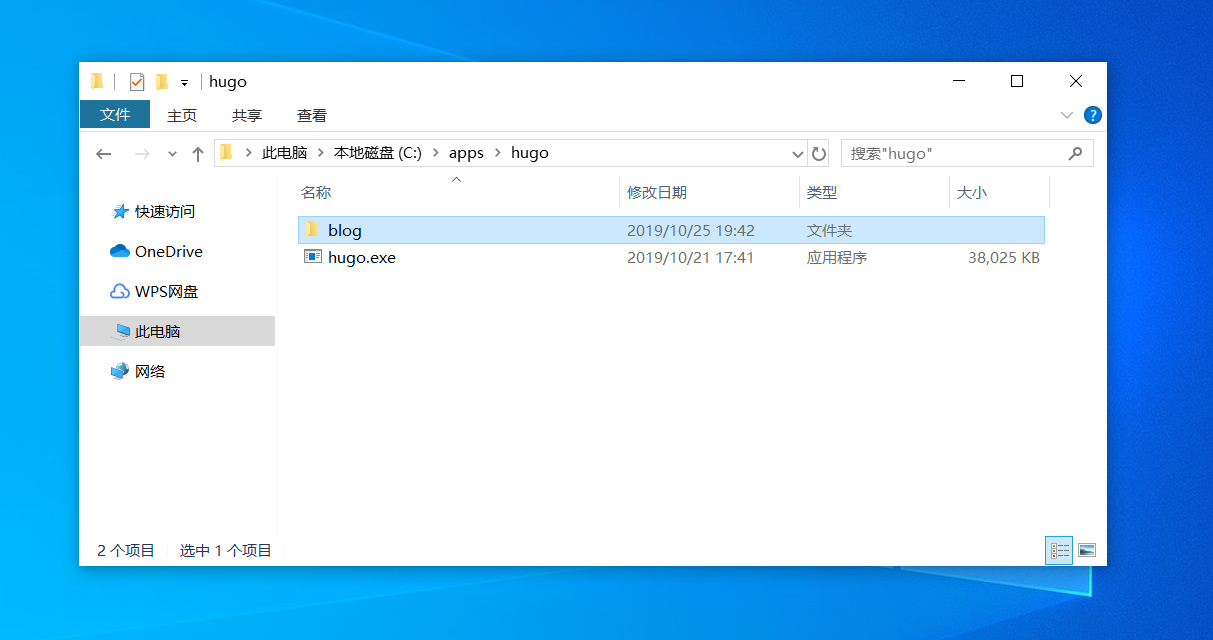 hugo
文件 主页 共享 查看
此电脑 本地磁盘 (C:) apps hugo 搜索"hugo"
名称 修改日期 类型 大小
快速访问
OneDrive
WPS网盘
此电脑
网络
blog 2019/10/25 19:42 文件夹
hugo.exe 2019/10/21 17:41 应用程序 38,025 KB
2 个项目 选中 1 个项目